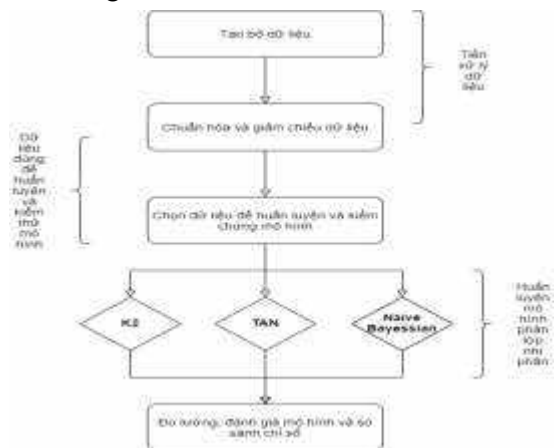 Tạo bộ dữ liệu
Tiền
xử lý
dữ
liệu
Chuẩn hóa và giảm chiều dữ liệu
Dữ
liệu
dùng
để
huấn
luyện
và
kiểm
thử
mô
hình
Chọn dữ liệu để huấn luyện và kiểm
chứng mô hình
K2
TAN
Naive
Bayessian
Huấn
luyện
mô
hình
phân
lớp
nhị
phân
Đo lường, đánh giá mô hình và so
sánh chỉ số